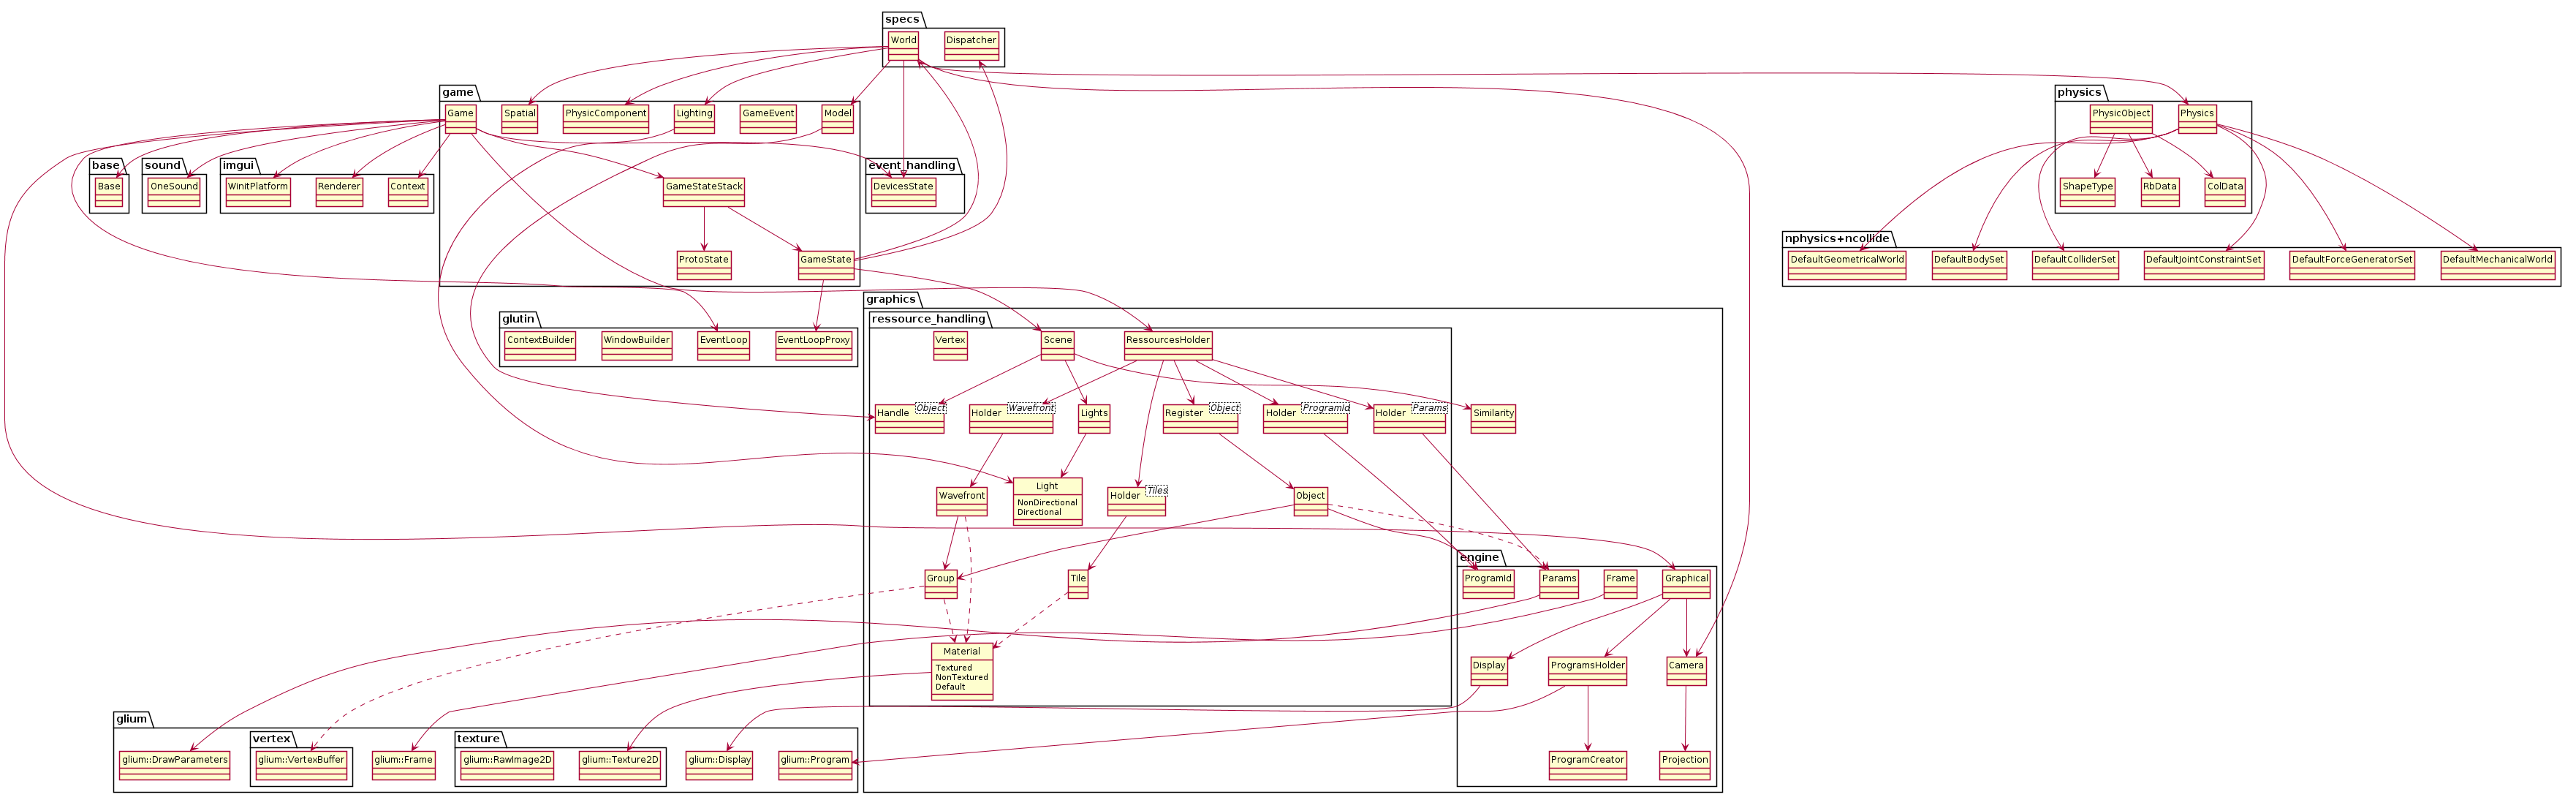 specs
World
Dispatcher
game
Game
Spatial
PhysicComponent
Lighting
GameEvent
Model
physics
PhysicObject
Physics
base
Base
sound
OneSound
imgui
WinitPlatform
Renderer
Context
GameStateStack
event_handling
DevicesState
ShapeType
RbData
ColData
ProtoState
GameState
nphysics+ncollide
DefaultGeometricalWorld
DefaultBodySet
DefaultColliderSet
DefaultJointConstraintSet
DefaultForceGeneratorSet
DefaultMechanicalWorld
graphics
glutin
ContextBuilder
WindowBuilder
EventLoop
EventLoopProxy
ressource_handling
Vertex
Scene
RessourcesHolder
Handle
Object
Holder
Wavefront
Lights
Register
Object
Holder
ProgramId
Holder
Params
Similarity
Wavefront
Light
NonDirectional
Directional
Holder
Tiles
Object
engine
Group
Tile
ProgramId
Params
Frame
Graphical
Material
Textured
NonTextured
Default
Display
ProgramsHolder
Camera
glium
glium::DrawParameters
vertex
glium::VertexBuffer
glium::Frame
texture
glium::RawImage2D
glium::Texture2D
glium::Display
glium::Program
ProgramCreator
Projection